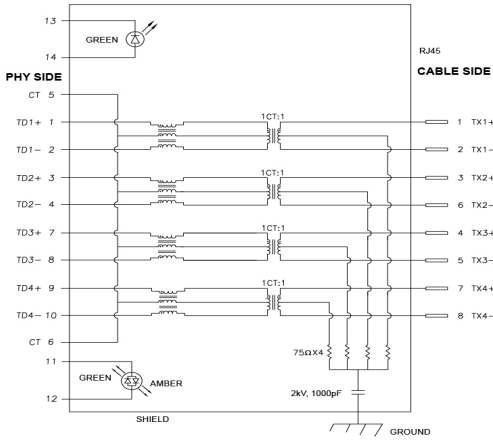 13
GREEN
14
RJ45
PHY SIDE
CABLE SIDE
CT 5
1CT:1
TD1+ 1
1 TX1+
TD1- 2
2 TX1-
1CT:1
TD2+ 3
3 TX2+
TD2- 4
6 TX2-
1CT:1
TD3+ 7
4 TX3+
TD3- 8
5 TX3-
1CT:1
TD4+ 9
7 TX4+
TD4- 10
8 TX4-
CT 6
11
75ΩX4
GREEN
AMBER
12
2kV, 1000pF
SHIELD
GROUND